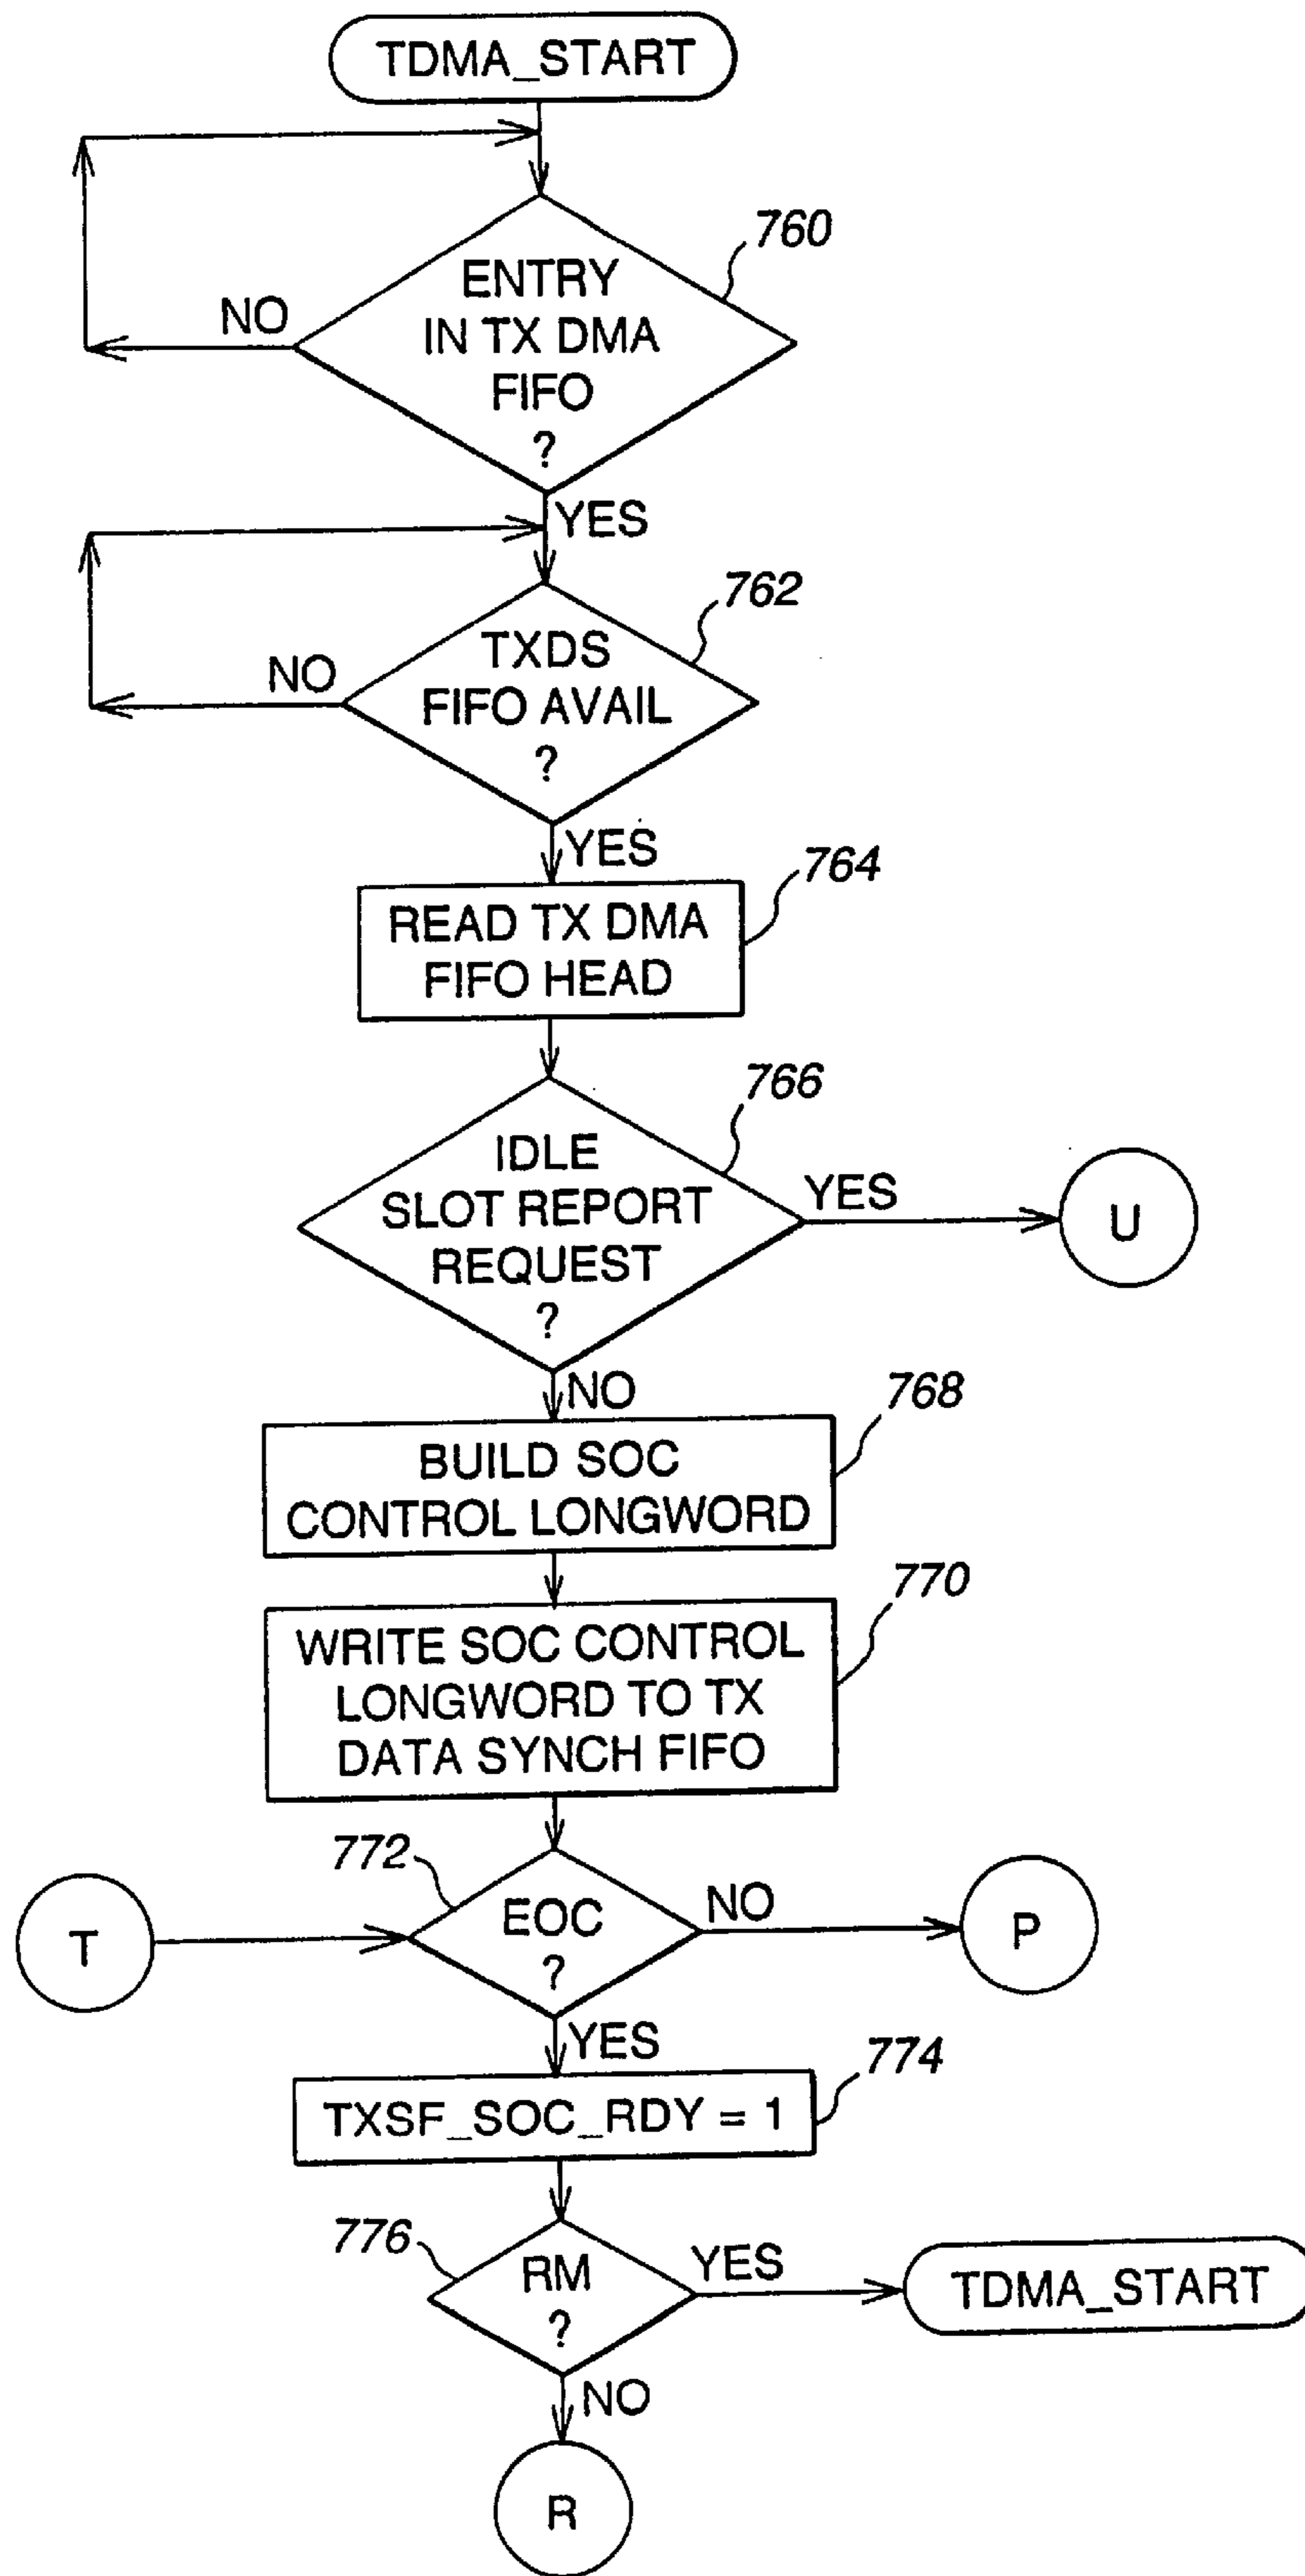 TDMA_START
760
ENTRY
IN TX DMA
FIFO
?
NO
YES
762
TXDS
FIFO AVAIL
?
NO
YES
764
READ TX DMA
FIFO HEAD
766
IDLE
SLOT REPORT
REQUEST
?
YES
U
NO
768
BUILD SOC
CONTROL LONGWORD
770
WRITE SOC CONTROL
LONGWORD TO TX
DATA SYNCH FIFO
772
T
EOC
?
NO
P
YES
774
TXSF_SOC_RDY = 1
776
RM
?
YES
TDMA_START
NO
R